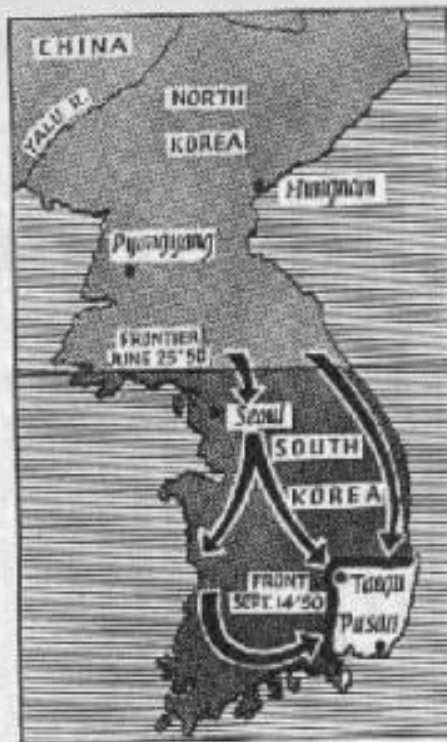 CHINA
YALU R.
NORTH
KOREA
Hungnam
Pyongyang
FRONTIER
JUNE 25 '50
Seoul
SOUTH
KOREA
FRONT
SEPT. 14 '50
Taegu
Pusan